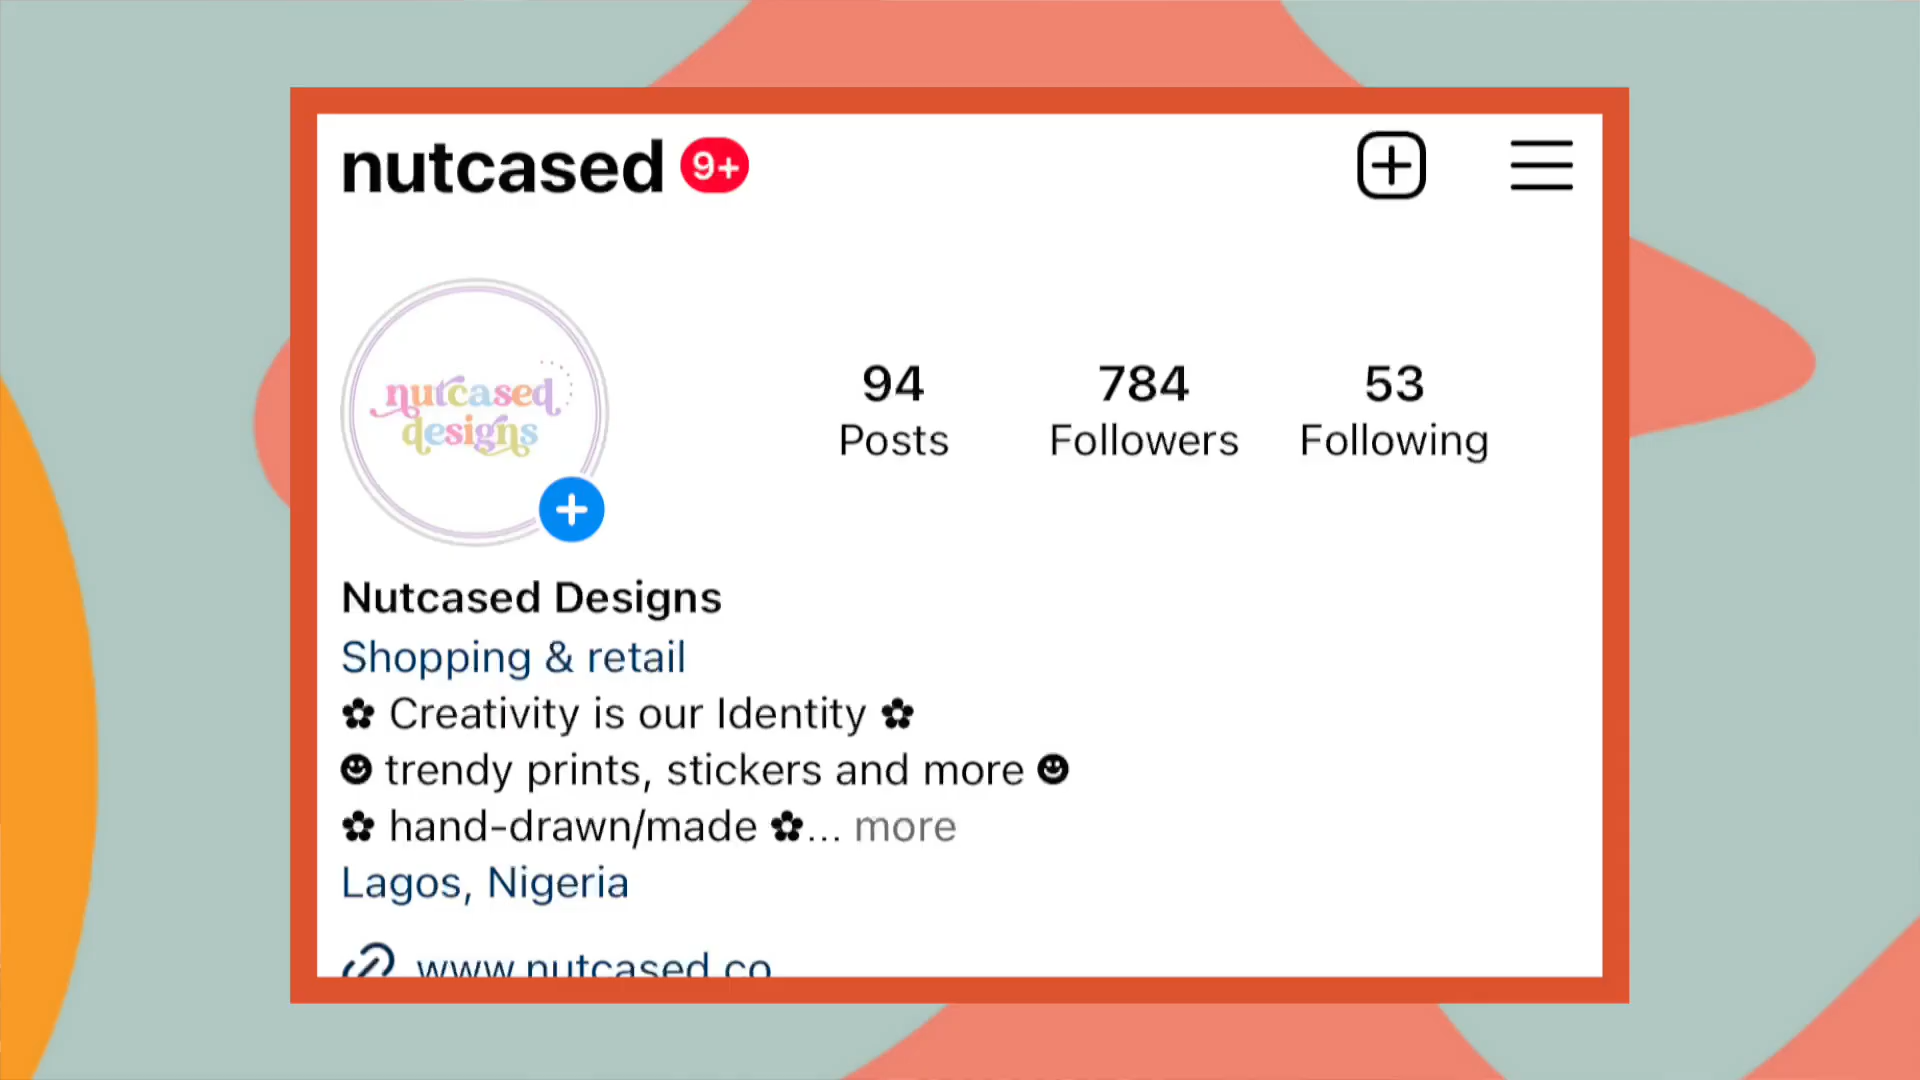 nutcased 9+
nutcased
designs
94 784 53
Posts Followers Following
Nutcased Designs
Shopping & retail
✿ Creativity is our Identity ✿
☻ trendy prints, stickers and more ☻
✿ hand-drawn/made ✿... more
Lagos, Nigeria
www.nutcased.co